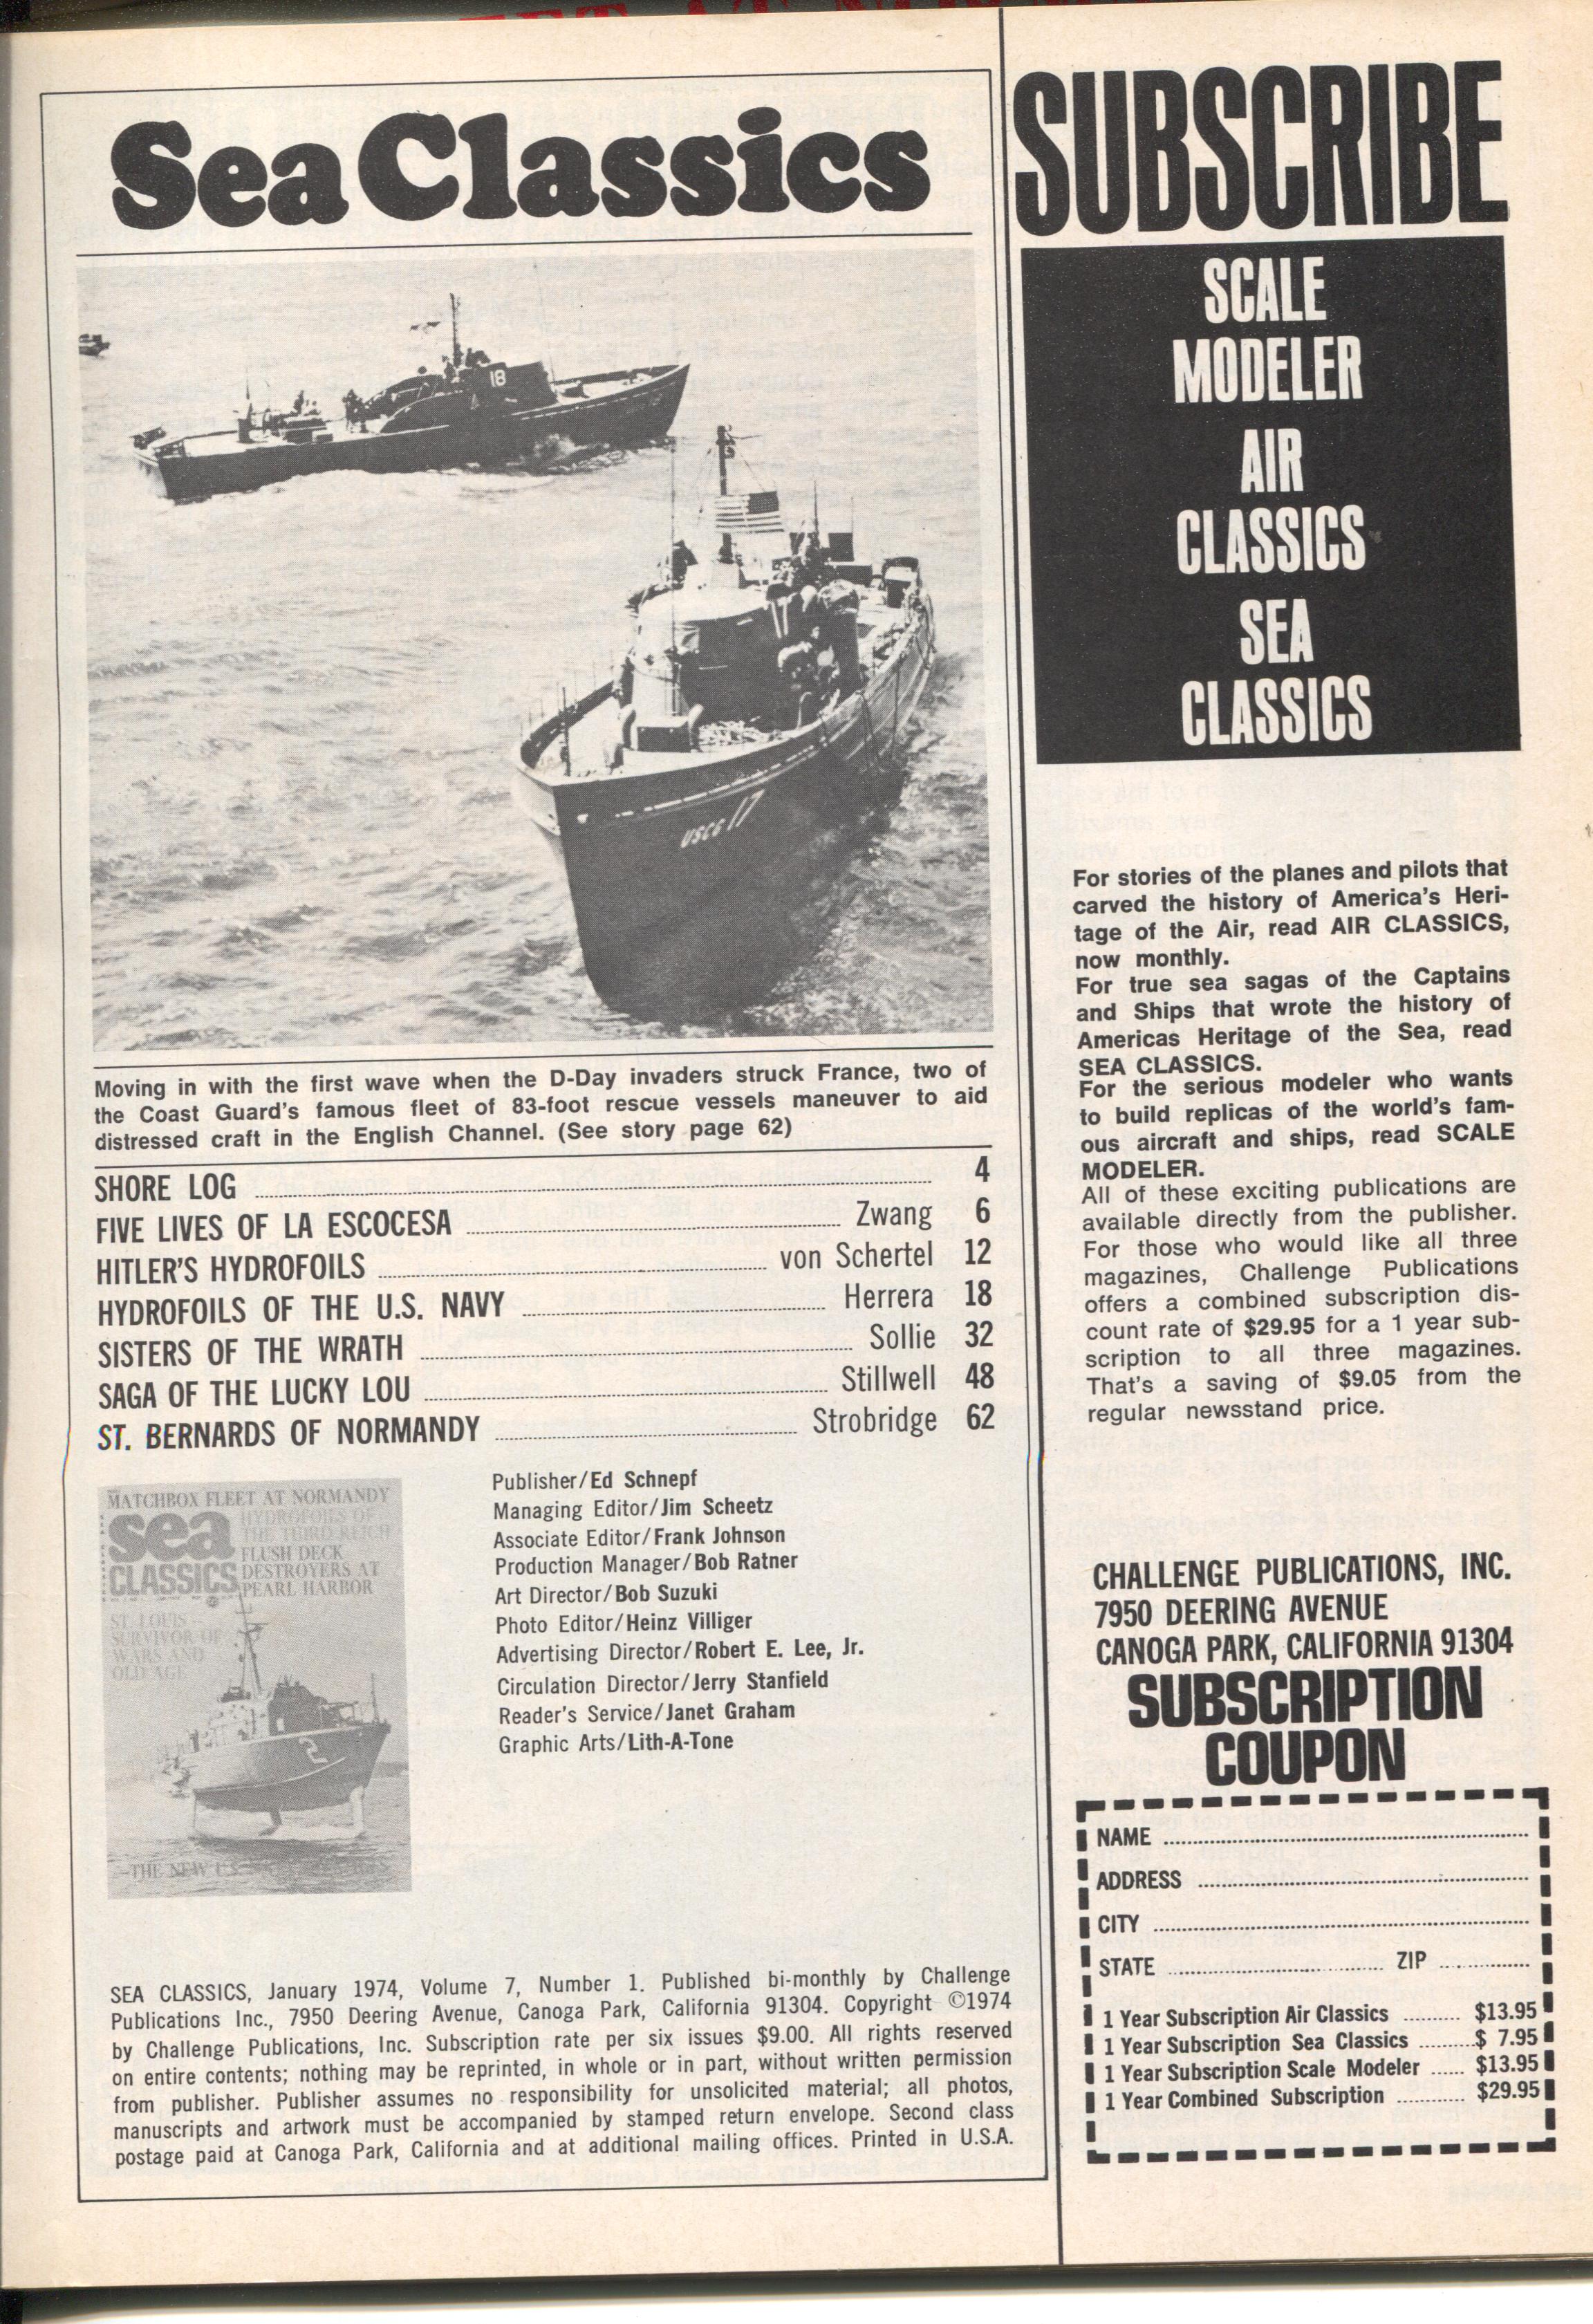 Sea Classics
18
USCG 17
Moving in with the first wave when the D-Day invaders struck France, two of
the Coast Guard's famous fleet of 83-foot rescue vessels maneuver to aid
distressed craft in the English Channel. (See story page 62)
SHORE LOG 4
FIVE LIVES OF LA ESCOCESA Zwang 6
HITLER'S HYDROFOILS von Schertel 12
HYDROFOILS OF THE U.S. NAVY Herrera 18
SISTERS OF THE WRATH Sollie 32
SAGA OF THE LUCKY LOU Stillwell 48
ST. BERNARDS OF NORMANDY Strobridge 62
MATCHBOX FLEET AT NORMANDY
sea
CLASSICS
HYDROFOILS OF
THE THIRD REICH
FLUSH DECK
DESTROYERS AT
PEARL HARBOR
ST. LOUIS—
SURVIVOR OF
WARS AND
OLD AGE
2
—THE NEW U.S.
Publisher/Ed Schnepf
Managing Editor/Jim Scheetz
Associate Editor/Frank Johnson
Production Manager/Bob Ratner
Art Director/Bob Suzuki
Photo Editor/Heinz Villiger
Advertising Director/Robert E. Lee, Jr.
Circulation Director/Jerry Stanfield
Reader's Service/Janet Graham
Graphic Arts/Lith-A-Tone
SEA CLASSICS, January 1974, Volume 7, Number 1. Published bi-monthly by Challenge
Publications Inc., 7950 Deering Avenue, Canoga Park, California 91304. Copyright ©1974
by Challenge Publications, Inc. Subscription rate per six issues $9.00. All rights reserved
on entire contents; nothing may be reprinted, in whole or in part, without written permission
from publisher. Publisher assumes no responsibility for unsolicited material; all photos,
manuscripts and artwork must be accompanied by stamped return envelope. Second class
postage paid at Canoga Park, California and at additional mailing offices. Printed in U.S.A.
SUBSCRIBE
SCALE
MODELER
AIR
CLASSICS
SEA
CLASSICS
For stories of the planes and pilots that
carved the history of America's Heri-
tage of the Air, read AIR CLASSICS,
now monthly.
For true sea sagas of the Captains
and Ships that wrote the history of
Americas Heritage of the Sea, read
SEA CLASSICS.
For the serious modeler who wants
to build replicas of the world's fam-
ous aircraft and ships, read SCALE
MODELER.
All of these exciting publications are
available directly from the publisher.
For those who would like all three
magazines, Challenge Publications
offers a combined subscription dis-
count rate of $29.95 for a 1 year sub-
scription to all three magazines.
That's a saving of $9.05 from the
regular newsstand price.
CHALLENGE PUBLICATIONS, INC.
7950 DEERING AVENUE
CANOGA PARK, CALIFORNIA 91304
SUBSCRIPTION
COUPON
NAME
ADDRESS
CITY
STATE ZIP
1 Year Subscription Air Classics $13.95
1 Year Subscription Sea Classics $ 7.95
1 Year Subscription Scale Modeler $13.95
1 Year Combined Subscription $29.95